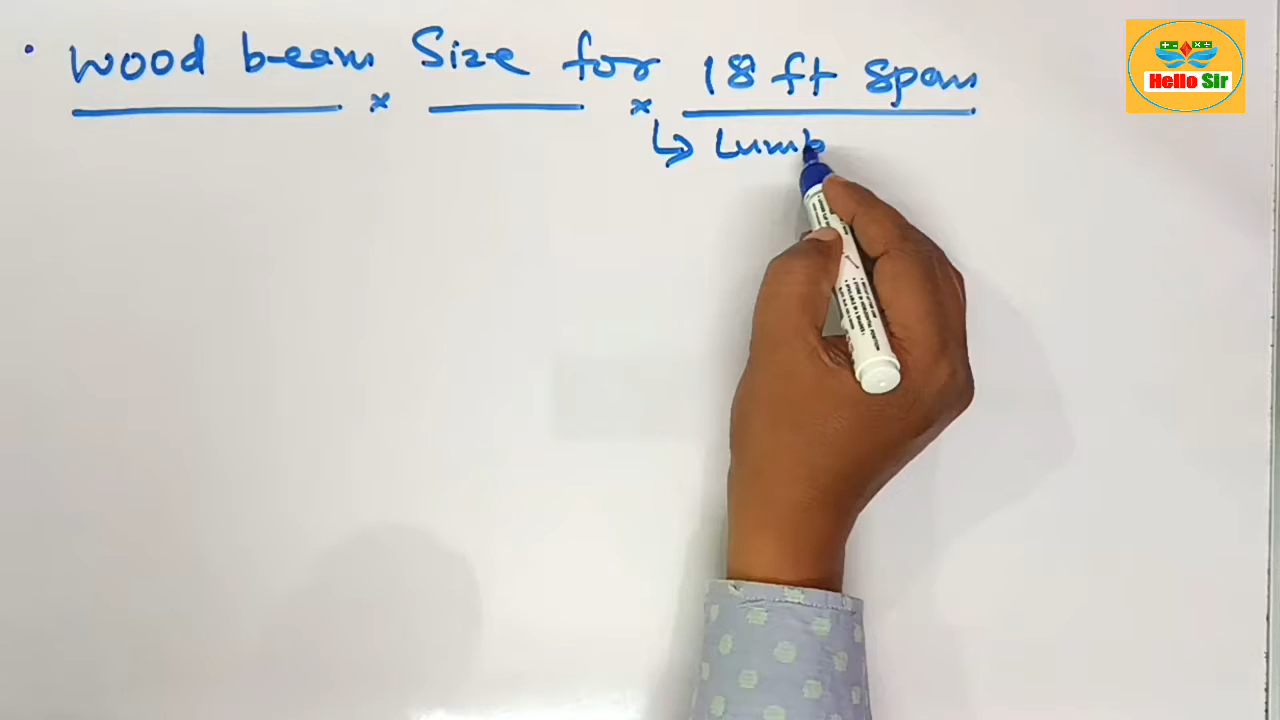 • Wood beam Size for 18 ft span
↳ Lumb
Hello Sir